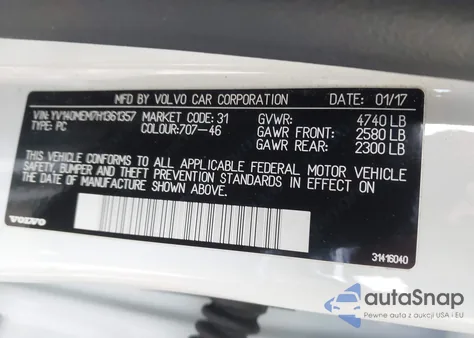 MFD BY VOLVO CAR CORPORATION DATE 01/17
VIN: YV140MEM7H1361357 MARKET CODE: 31 GVWR: 4740 LB
TYPE: PC COLOUR: 707-46 GAWR FRONT: 2580 LB
GAWR REAR: 2300 LB
THIS VEHICLE CONFORMS TO ALL APPLICABLE FEDERAL MOTOR VEHICLE
SAFETY, BUMPER AND THEFT PREVENTION STANDARDS IN EFFECT ON
THE DATE OF MANUFACTURE SHOWN ABOVE.
VOLVO 31416040
autoSnap
Pewne auta z aukcji USA i EU